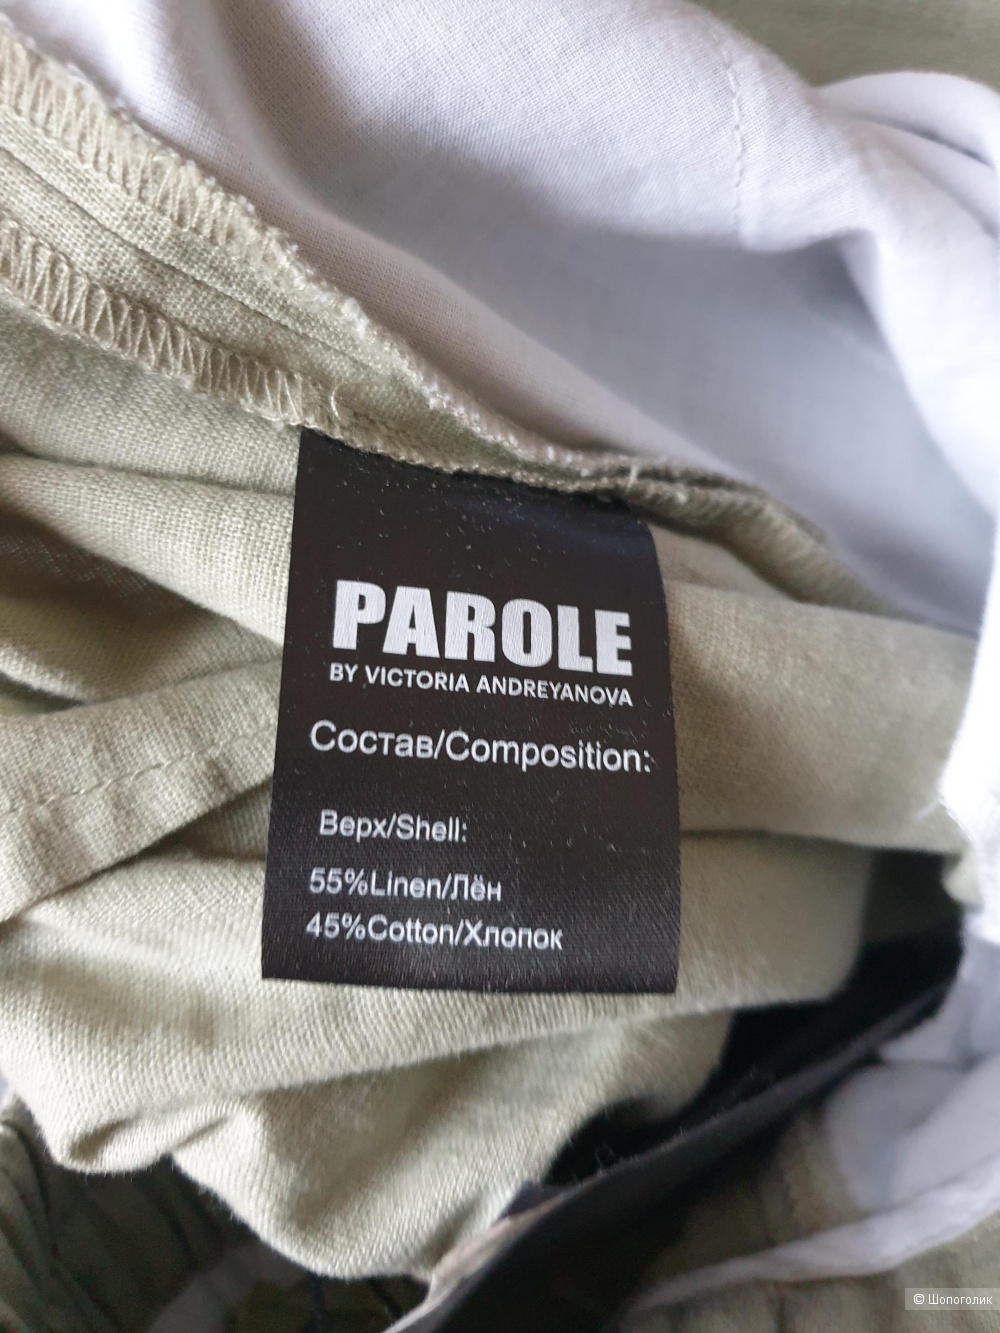 PAROLE
BY VICTORIA ANDREYANOVA
Состав/Composition:
Верх/Shell:
55%Linen/Лён
45%Cotton/Хлопок
© Шопоголик